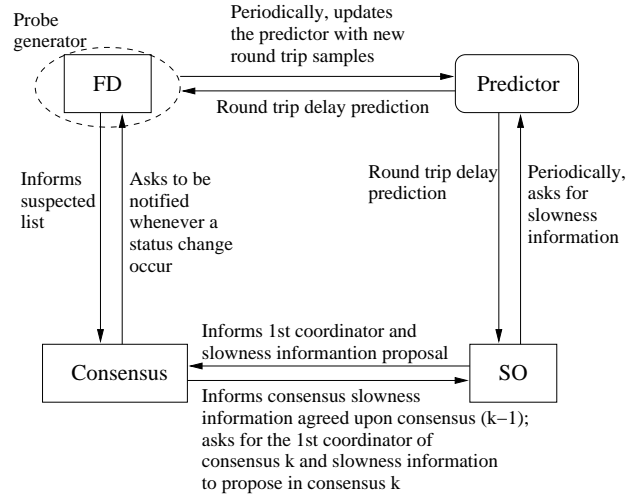 Probe
generator
FD
Periodically, updates
the predictor with new
round trip samples
Round trip delay prediction
Predictor
Informs
suspected
list
Asks to be
notified
whenever a
status change
occur
Round trip delay
prediction
Periodically,
asks for
slowness
information
Informs 1st coordinator and
slowness informantion proposal
Consensus
SO
Informs consensus slowness
information agreed upon consensus (k−1);
asks for the 1st coordinator of
consensus k and slowness information
to propose in consensus k